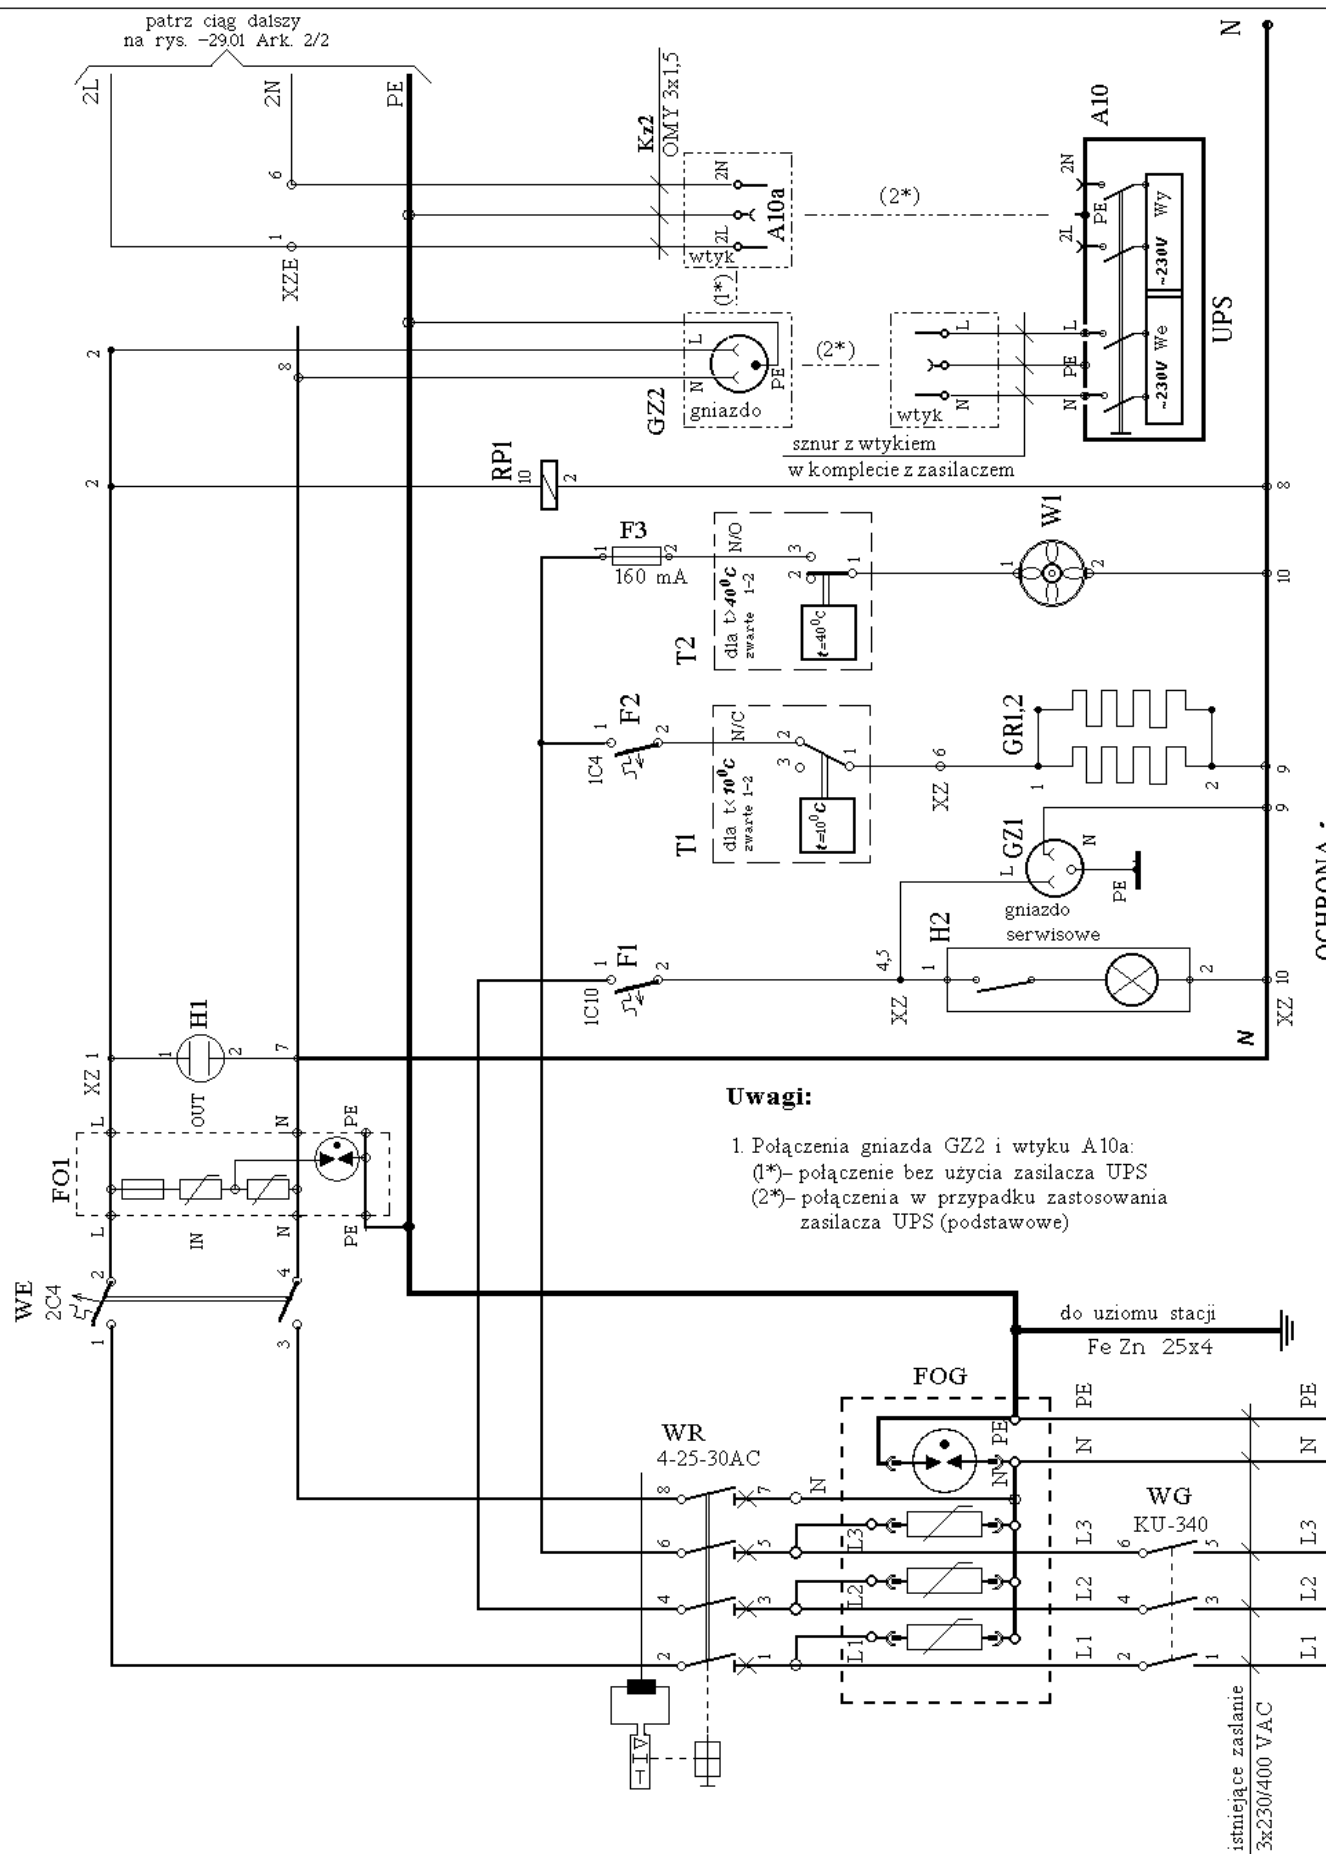 patrz ciąg dalszy
na rys. -29.01 Ark. 2/2
2L
2N
PE
6
1
XZE
Kz2
OMY 3x1,5
2N
2L
A10a
wtyk
(1*)
(2*)
A10
2N
PE
2L
~230V Wy
N
2
8
GZ2
L
N
PE
gniazdo
(2*)
L
N
wtyk
L
PE
N
~230V We
UPS
sznur z wtykiem
w komplecie z zasilaczem
2
RP1
10
2
8
F3
1
2
160 mA
T2
N/O
dla t>40⁰C
zwarte 1-2
3
2
1
t=40⁰C
W1
1
2
10
F2
1C4
1
2
T1
N/C
dla t<10⁰C
zwarte 1-2
2
3
1
t=10⁰C
XZ
6
GR1,2
1
2
9
GZ1
L
N
PE
9
gniazdo
serwisowe
F1
1C10
1
2
4,5
XZ
H2
1
2
XZ
10
N
OCHRONA
XZ 1
H1
1
2
7
FO1
L
OUT
N
PE
L
IN
N
PE
Uwagi:
1. Połączenia gniazda GZ2 i wtyku A10a:
(1*)- połączenie bez użycia zasilacza UPS
(2*)- połączenia w przypadku zastosowania
zasilacza UPS (podstawowe)
WE
2C4
2
1
4
3
do uziomu stacji
Fe Zn 25x4
FOG
PE
N
PE
N
PE
N
WR
4-25-30AC
8
7
N
6
5
4
3
2
1
L3
L2
L1
WG
KU-340
L3
6
5
L3
L2
4
3
L2
L1
2
1
L1
T
istniejące zaslanie
3x230/400 VAC